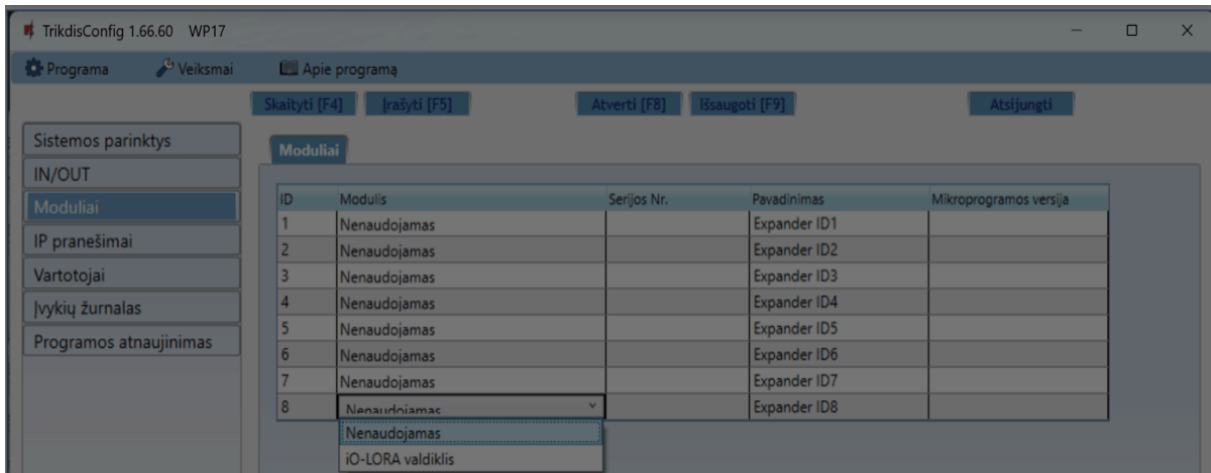 TrikdisConfig 1.66.60 WP17
Programa Veiksmai Apie programą
Skaityti [F4] Įrašyti [F5] Atverti [F8] Išsaugoti [F9] Atsijungti
Sistemos parinktys
IN/OUT
Moduliai
IP pranešimai
Vartotojai
Įvykių žurnalas
Programos atnaujinimas
Moduliai
ID Modulis Serijos Nr. Pavadinimas Mikroprogramos versija
1 Nenaudojamas Expander ID1
2 Nenaudojamas Expander ID2
3 Nenaudojamas Expander ID3
4 Nenaudojamas Expander ID4
5 Nenaudojamas Expander ID5
6 Nenaudojamas Expander ID6
7 Nenaudojamas Expander ID7
8 Nenaudojamas Expander ID8
Nenaudojamas
iO-LORA valdiklis